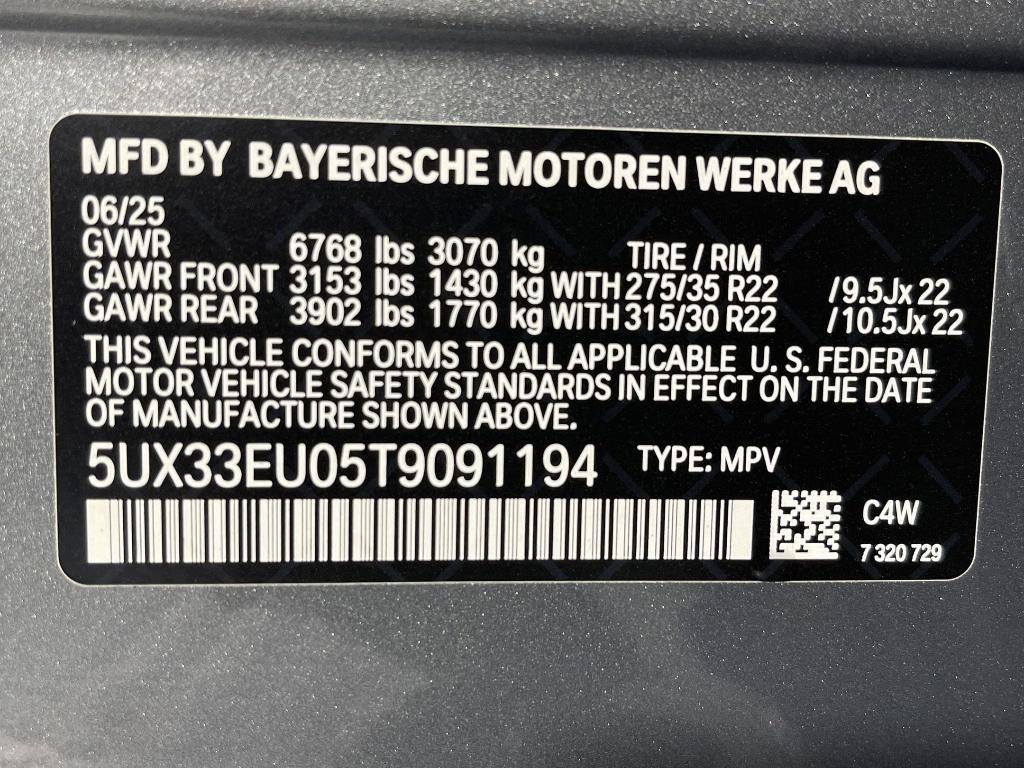 MFD BY BAYERISCHE MOTOREN WERKE AG
06/25
GVWR 6768 lbs 3070 kg TIRE / RIM
GAWR FRONT 3153 lbs 1430 kg WITH 275/35 R22 /9.5Jx 22
GAWR REAR 3902 lbs 1770 kg WITH 315/30 R22 /10.5Jx 22
THIS VEHICLE CONFORMS TO ALL APPLICABLE U. S. FEDERAL
MOTOR VEHICLE SAFETY STANDARDS IN EFFECT ON THE DATE
OF MANUFACTURE SHOWN ABOVE.
5UX33EU05T9091194 TYPE: MPV
C4W
7 320 729